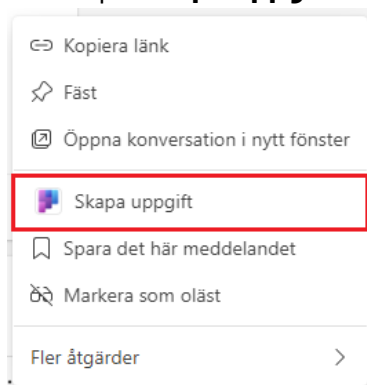 Kopiera länk
Fäst
Öppna konversation i nytt fönster
Skapa uppgift
Spara det här meddelandet
Markera som oläst
Fler åtgärder